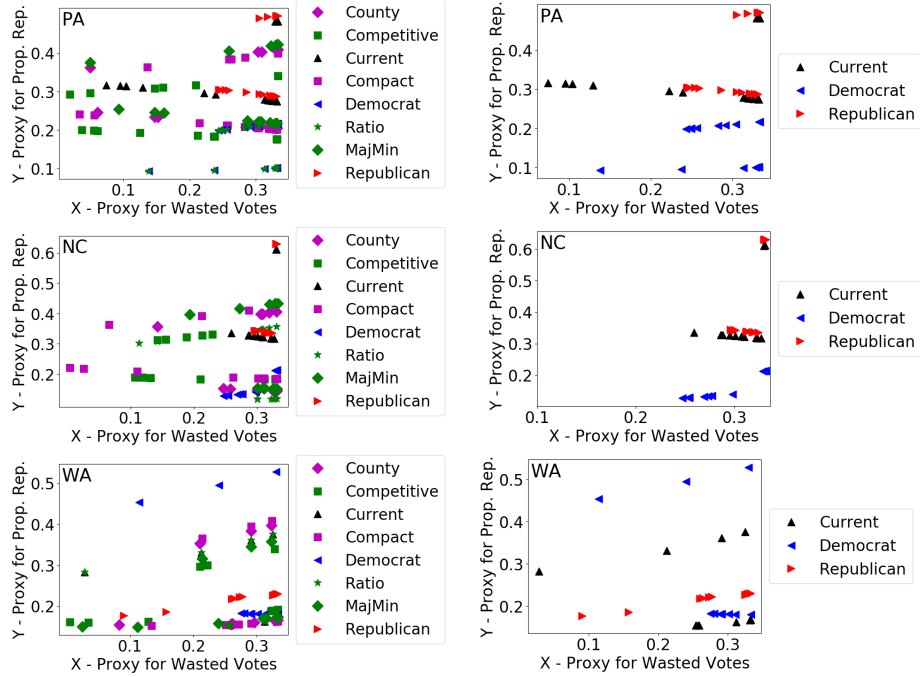 PA
Y - Proxy for Prop. Rep.
0.4
0.3
0.2
0.1
0.1 0.2 0.3
X - Proxy for Wasted Votes
County
Competitive
Current
Compact
Democrat
Ratio
MajMin
Republican
PA
Y - Proxy for Prop. Rep.
0.4
0.3
0.2
0.1
0.1 0.2 0.3
X - Proxy for Wasted Votes
Current
Democrat
Republican
NC
Y - Proxy for Prop. Rep.
0.6
0.5
0.4
0.3
0.2
0.1 0.2 0.3
X - Proxy for Wasted Votes
County
Competitive
Current
Compact
Democrat
Ratio
MajMin
Republican
NC
Y - Proxy for Prop. Rep.
0.6
0.5
0.4
0.3
0.2
0.1 0.2 0.3
X - Proxy for Wasted Votes
Current
Democrat
Republican
WA
Y - Proxy for Prop. Rep.
0.5
0.4
0.3
0.2
0.1 0.2 0.3
X - Proxy for Wasted Votes
County
Competitive
Current
Compact
Democrat
Ratio
MajMin
Republican
WA
Y - Proxy for Prop. Rep.
0.5
0.4
0.3
0.2
0.1 0.2 0.3
X - Proxy for Wasted Votes
Current
Democrat
Republican